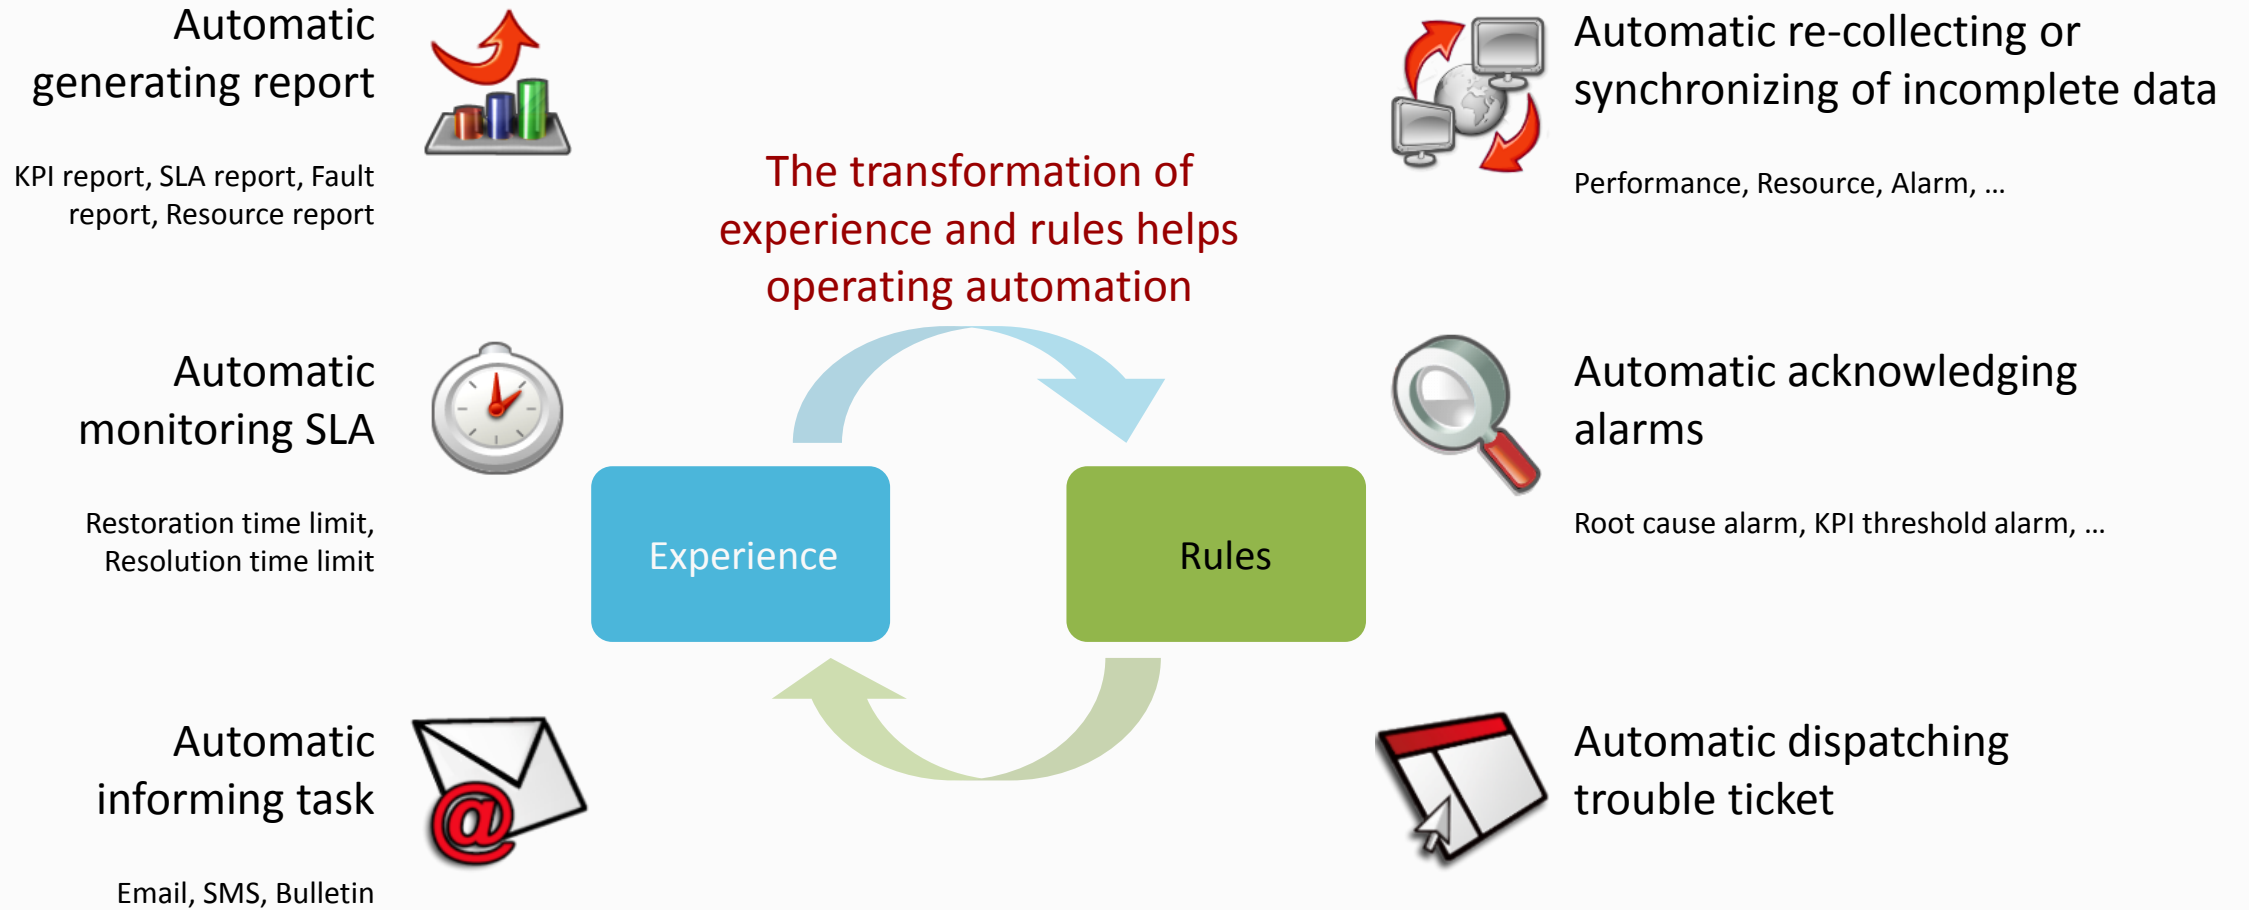 Automatic
generating report
KPI report, SLA report, Fault
report, Resource report
Automatic
monitoring SLA
Restoration time limit,
Resolution time limit
Automatic
informing task
@
Email, SMS, Bulletin
The transformation of
experience and rules helps
operating automation
Experience
Rules
Automatic re-collecting or
synchronizing of incomplete data
Performance, Resource, Alarm, ...
Automatic acknowledging
alarms
Root cause alarm, KPI threshold alarm, ...
Automatic dispatching
trouble ticket